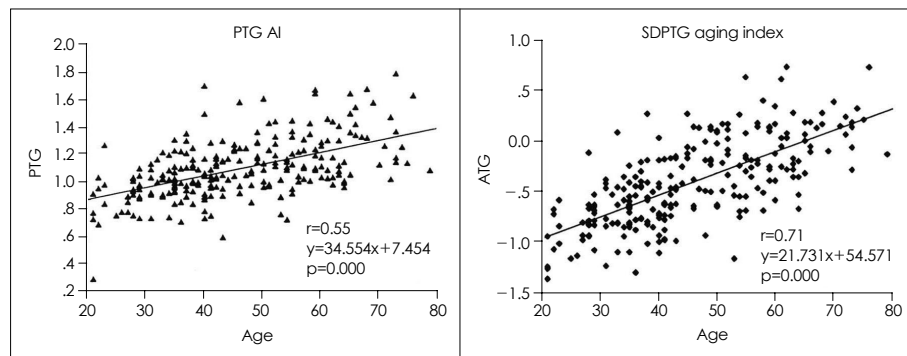 PTG AI
2.0
1.8
1.6
1.4
1.2
1.0
.8
.6
.4
.2
PTG
20 30 40 50 60 70 80
Age
r=0.55
y=34.554x+7.454
p=0.000
SDPTG aging index
1.0
0.0
−.5
−1.0
−1.5
ATG
20 30 40 50 60 70 80
Age
r=0.71
y=21.731x+54.571
p=0.000